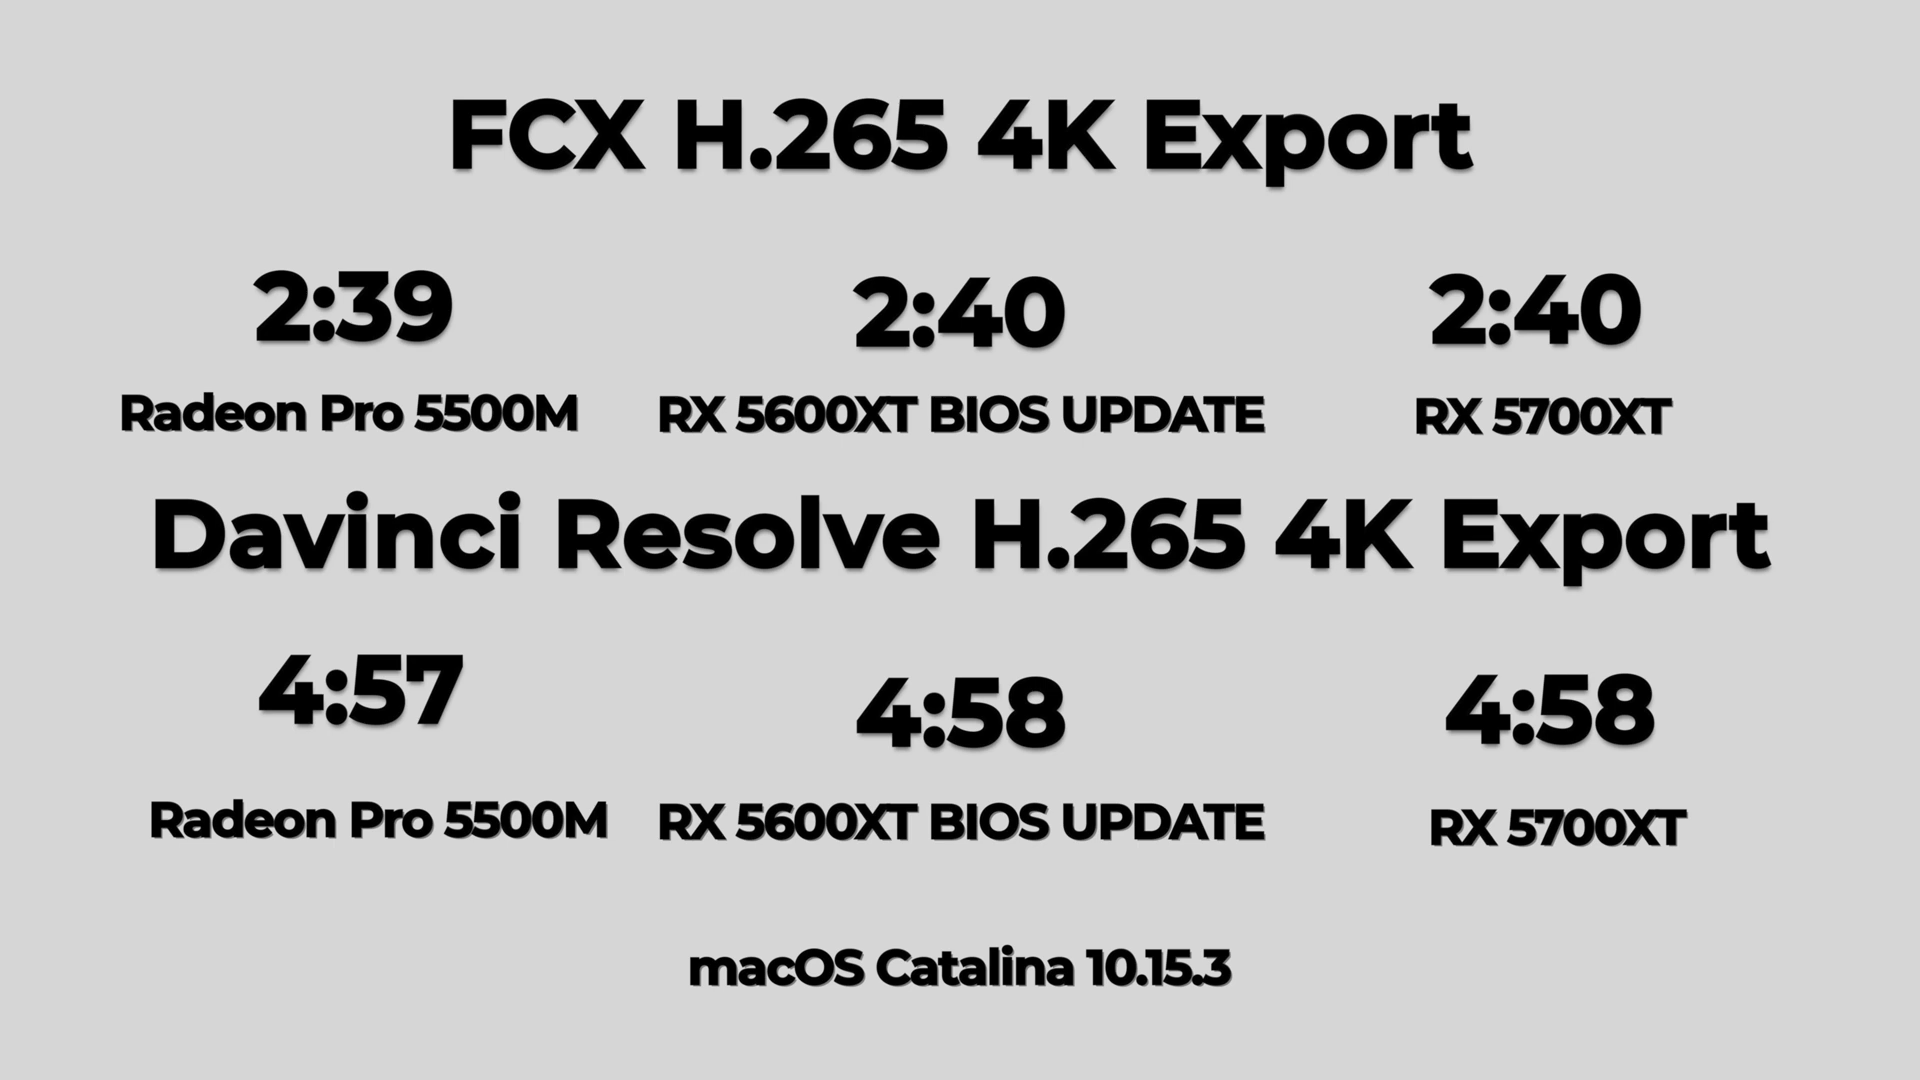 FCX H.265 4K Export
2:39 2:40 2:40
Radeon Pro 5500M RX 5600XT BIOS UPDATE RX 5700XT
Davinci Resolve H.265 4K Export
4:57 4:58 4:58
Radeon Pro 5500M RX 5600XT BIOS UPDATE RX 5700XT
macOS Catalina 10.15.3